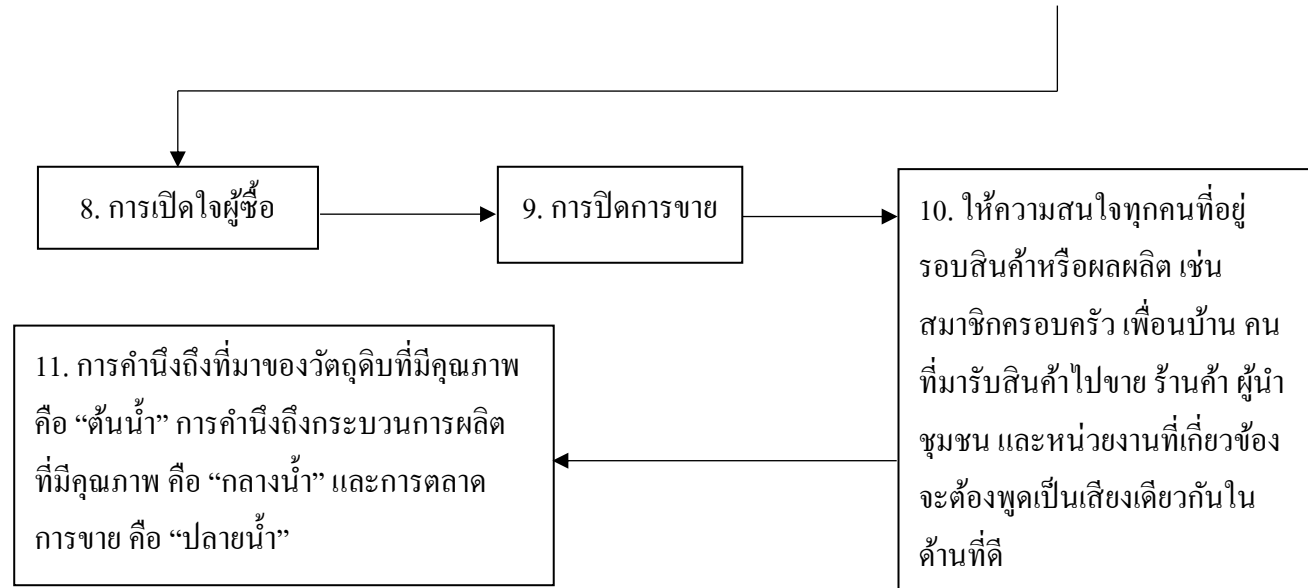 8. การเปิดใจผู้ซื้อ
9. การปิดการขาย
10. ให้ความสนใจทุกคนที่อยู่
รอบสินค้าหรือผลผลิต เช่น
สมาชิกครอบครัว เพื่อนบ้าน คน
ที่มารับสินค้าไปขาย ร้านค้า ผู้นำ
ชุมชน และหน่วยงานที่เกี่ยวข้อง
จะต้องพูดเป็นเสียงเดียวกันใน
ด้านที่ดี
11. การคำนึงถึงที่มาของวัตถุดิบที่มีคุณภาพ
คือ “ต้นน้ำ” การคำนึงถึงกระบวนการผลิต
ที่มีคุณภาพ คือ “กลางน้ำ” และการตลาด
การขาย คือ “ปลายน้ำ”